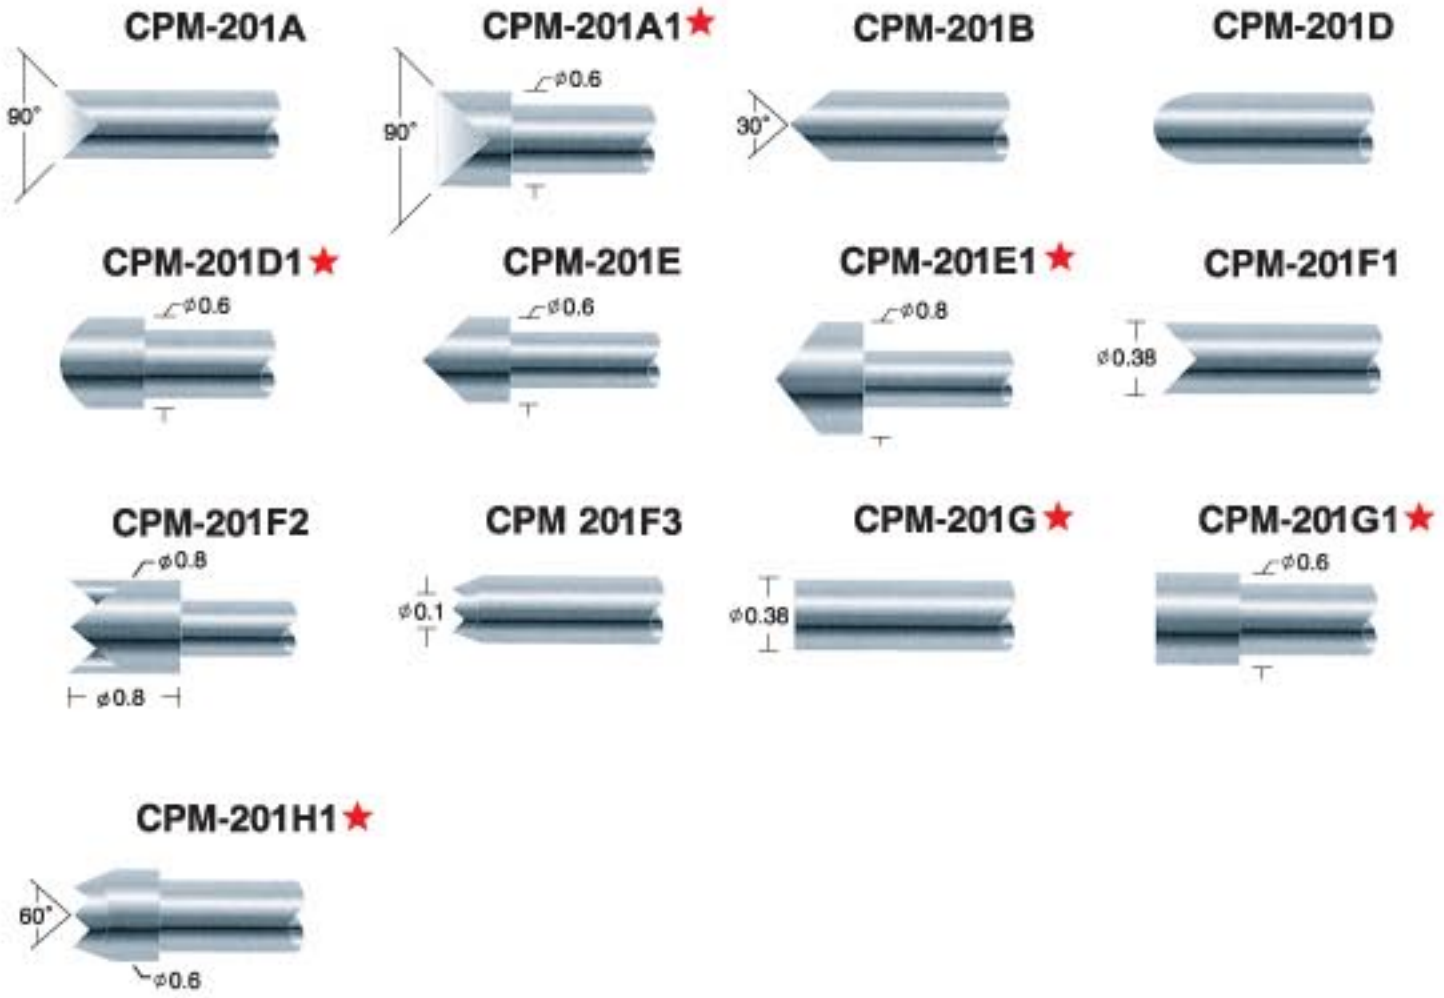 CPM-201A
CPM-201A1★
CPM-201B
CPM-201D
90°
90°
ø0.6
30°
CPM-201D1★
CPM-201E
CPM-201E1★
CPM-201F1
ø0.6
ø0.6
ø0.8
ø0.38
CPM-201F2
CPM 201F3
CPM-201G★
CPM-201G1★
ø0.8
ø0.8
ø0.1
ø0.38
ø0.6
CPM-201H1★
60°
ø0.6